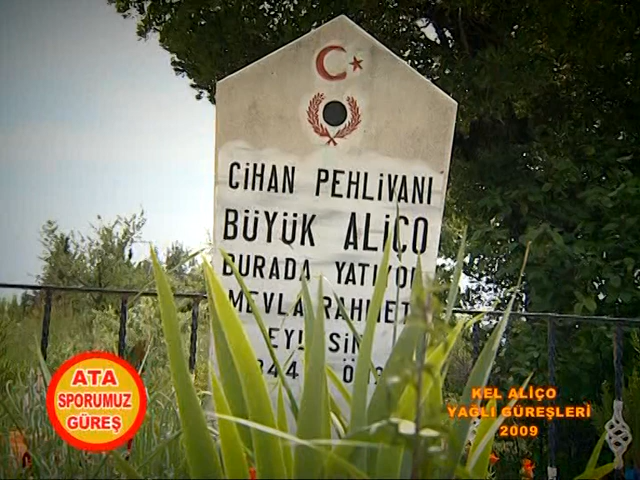 CİHAN PEHLİVANI
BÜYÜK ALİÇO
BURADA YATIYOR
MEVLA RAHMET
ATA
SPORUMUZ
GÜREŞ
KEL ALİÇO
YAĞLI GÜREŞLERİ
2009